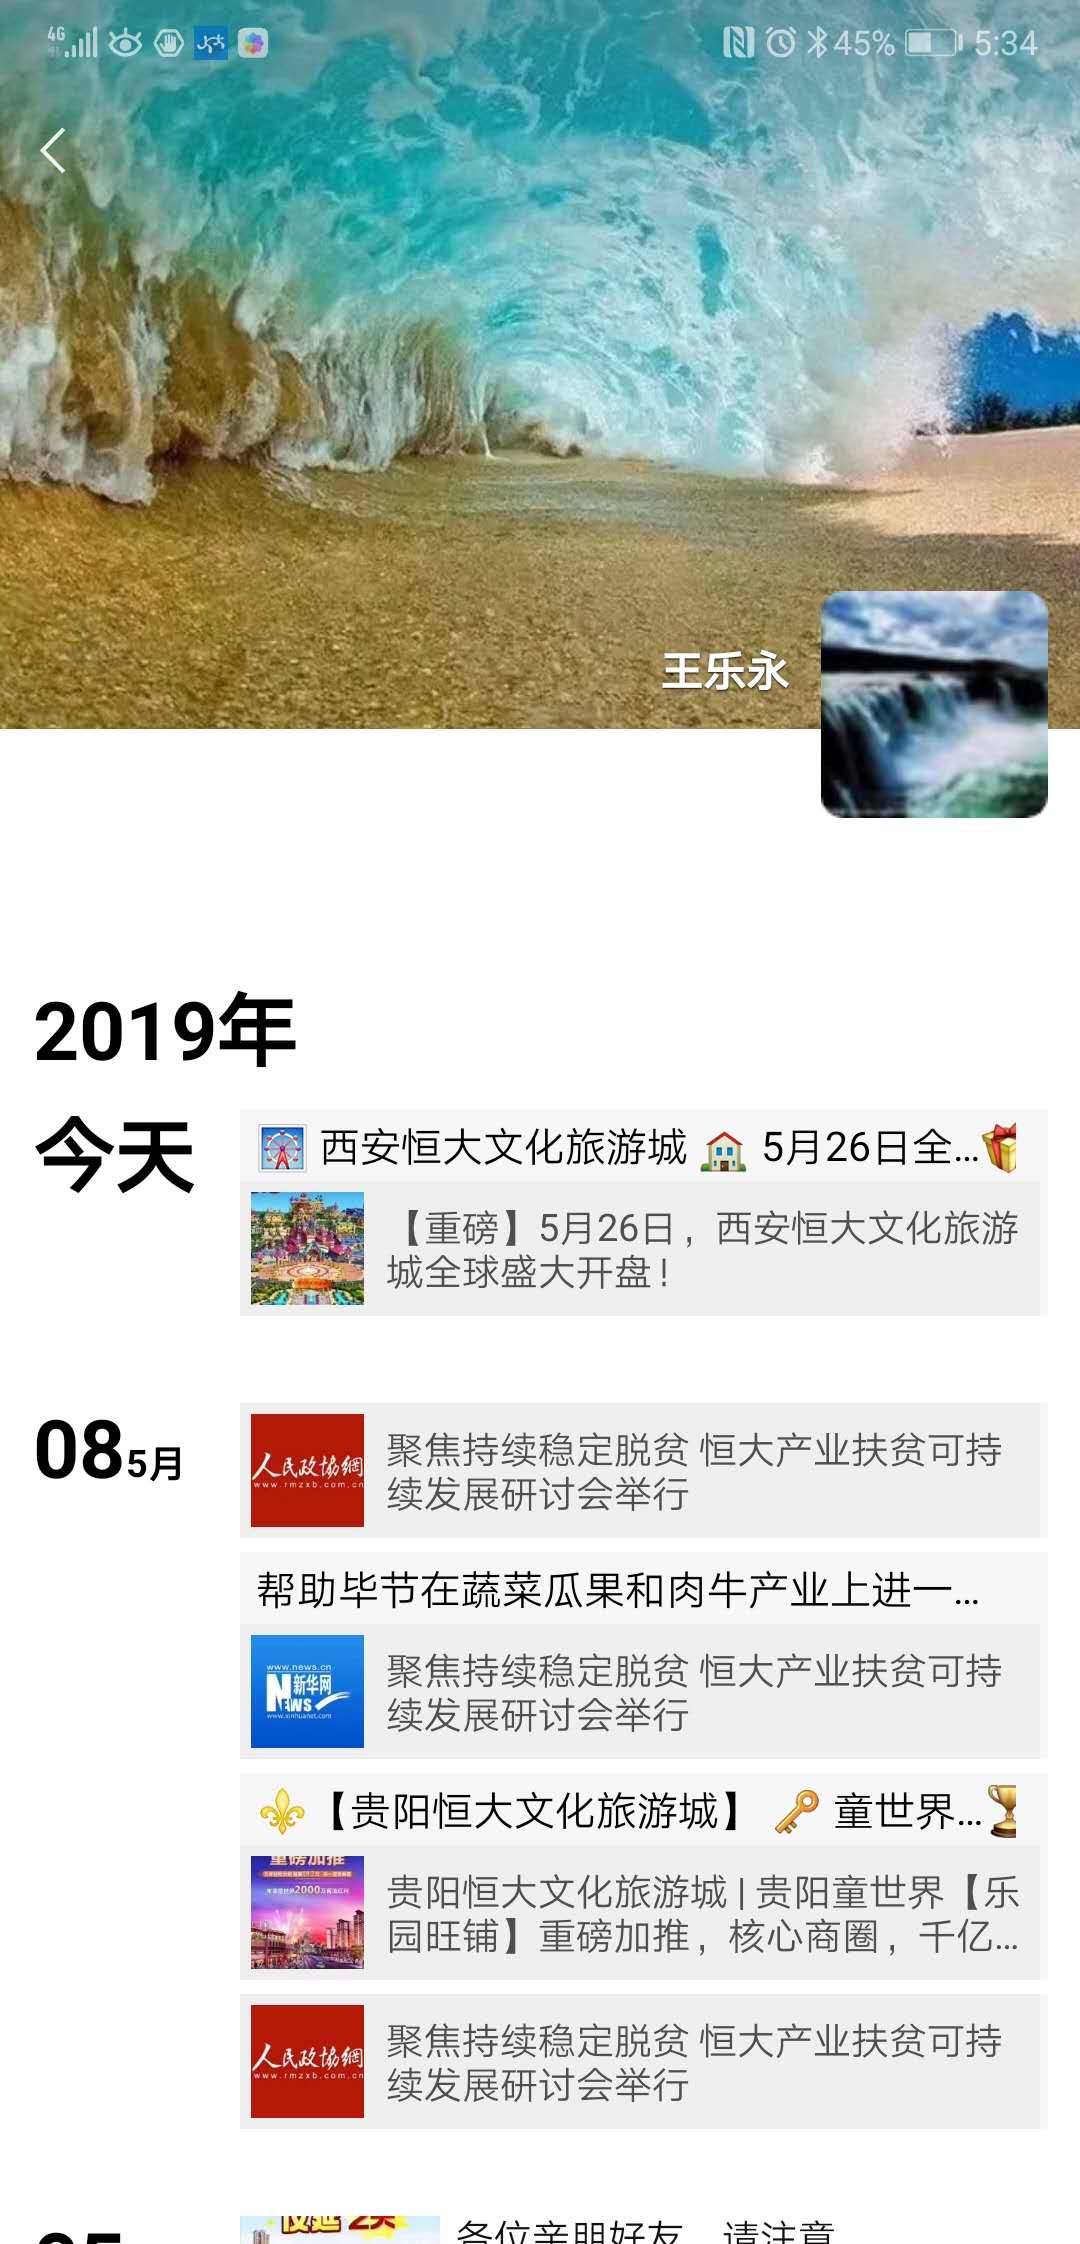 4G
45% 5:34
王乐永
2019年
今天
西安恒大文化旅游城 5月26日全...
【重磅】5月26日，西安恒大文化旅游
城全球盛大开盘！
08 5月
人民政协網
www.rmzxb.com.cn
聚焦持续稳定脱贫 恒大产业扶贫可持
续发展研讨会举行
帮助毕节在蔬菜瓜果和肉牛产业上进一...
www.news.cn
新华网
NEWS
www.xinhuanet.com
聚焦持续稳定脱贫 恒大产业扶贫可持
续发展研讨会举行
【贵阳恒大文化旅游城】 童世界...
重磅加推
2000
贵阳恒大文化旅游城 | 贵阳童世界【乐
园旺铺】重磅加推，核心商圈，千亿...
人民政协網
www.rmzxb.com.cn
聚焦持续稳定脱贫 恒大产业扶贫可持
续发展研讨会举行
05
各位亲朋好友，请注意